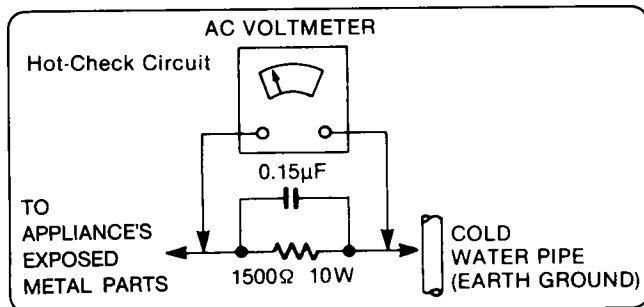 AC VOLTMETER
Hot-Check Circuit
0.15µF
TO
APPLIANCE'S
EXPOSED
METAL PARTS
1500Ω 10W
COLD
WATER PIPE
(EARTH GROUND)